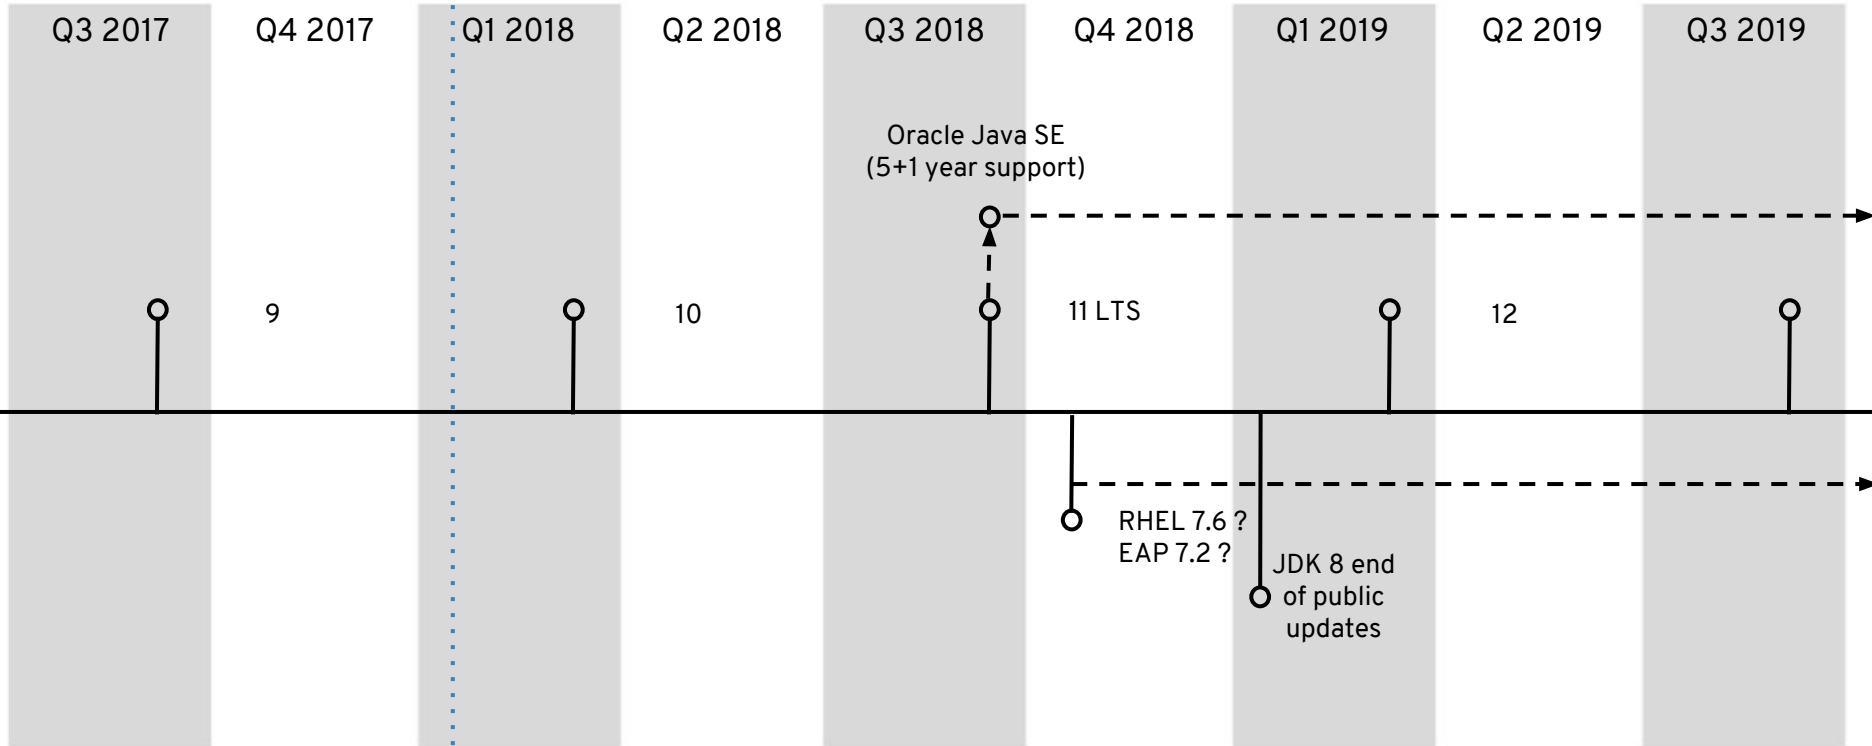 Q3 2017
Q4 2017
Q1 2018
Q2 2018
Q3 2018
Q4 2018
Q1 2019
Q2 2019
Q3 2019
Oracle Java SE
(5+1 year support)
9
10
11 LTS
12
RHEL 7.6 ?
EAP 7.2 ?
JDK 8 end
of public
updates